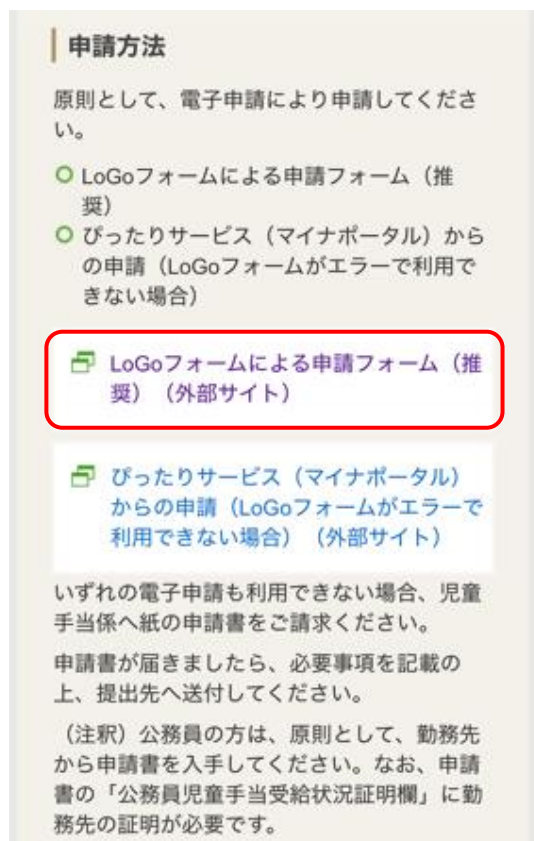 申請方法
原則として、電子申請により申請してくださ
い。
LoGoフォームによる申請フォーム（推
奨）
ぴったりサービス（マイナポータル）から
の申請（LoGoフォームがエラーで利用で
きない場合）
LoGoフォームによる申請フォーム（推
奨）（外部サイト）
ぴったりサービス（マイナポータル）
からの申請（LoGoフォームがエラーで
利用できない場合）（外部サイト）
いずれの電子申請も利用できない場合、児童
手当係へ紙の申請書をご請求ください。
申請書が届きましたら、必要事項を記載の
上、提出先へ送付してください。
（注釈）公務員の方は、原則として、勤務先
から申請書を入手してください。なお、申請
書の「公務員児童手当受給状況証明欄」に勤
務先の証明が必要です。